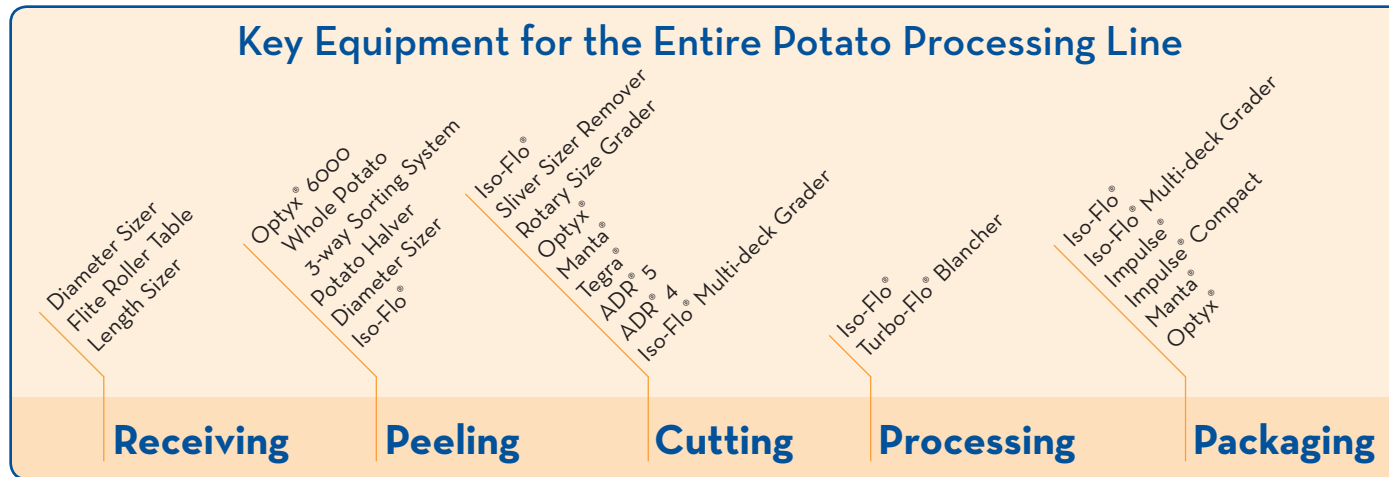 Key Equipment for the Entire Potato Processing Line
Diameter Sizer
Flite Roller Table
Length Sizer
Receiving
Optyx® 6000
Whole Potato
3-way Sorting System
Potato Halver
Diameter Sizer
Iso-Flo®
Peeling
Iso-Flo®
Sliver Sizer Remover
Rotary Size Grader
Optyx®
Manta®
Tegra®
ADR® 5
ADR® 4
Iso-Flo® Multi-deck Grader
Cutting
Iso-Flo®
Turbo-Flo® Blancher
Processing
Iso-Flo®
Iso-Flo® Multi-deck Grader
Impulse®
Impulse® Compact
Manta®
Optyx®
Packaging